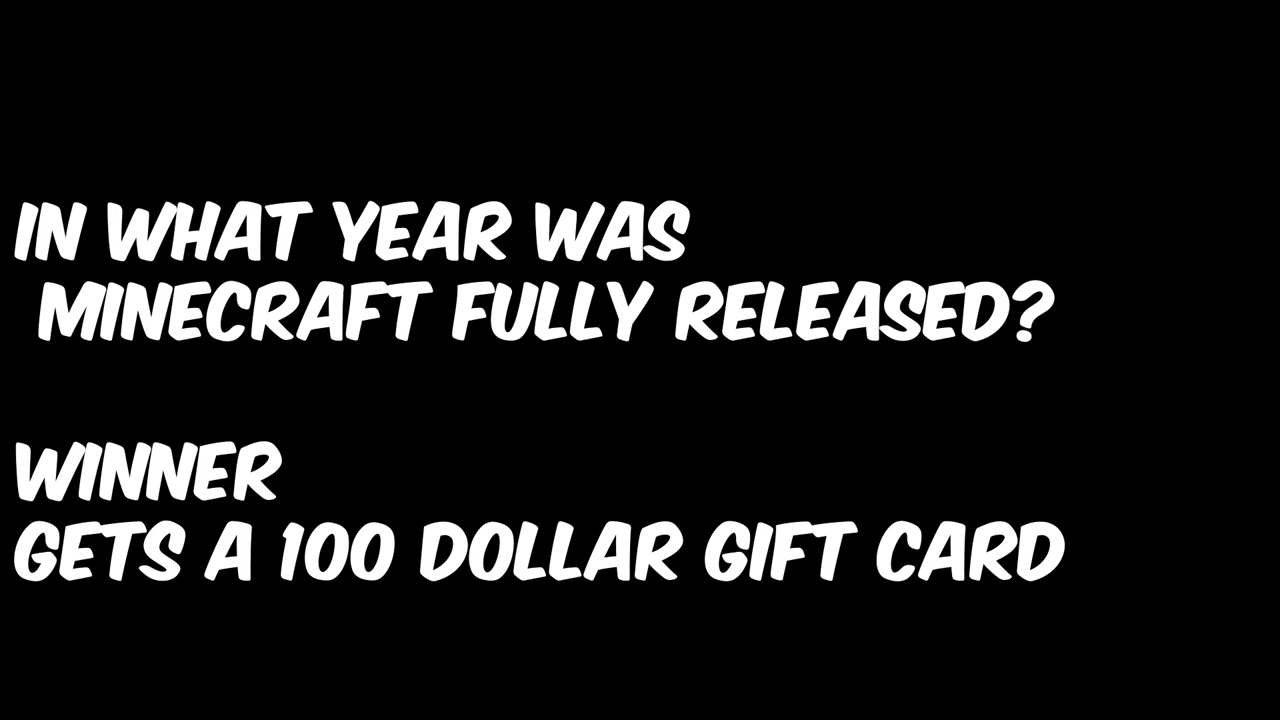 IN WHAT YEAR WAS
MINECRAFT FULLY RELEASED?
WINNER
GETS A 100 DOLLAR GIFT CARD